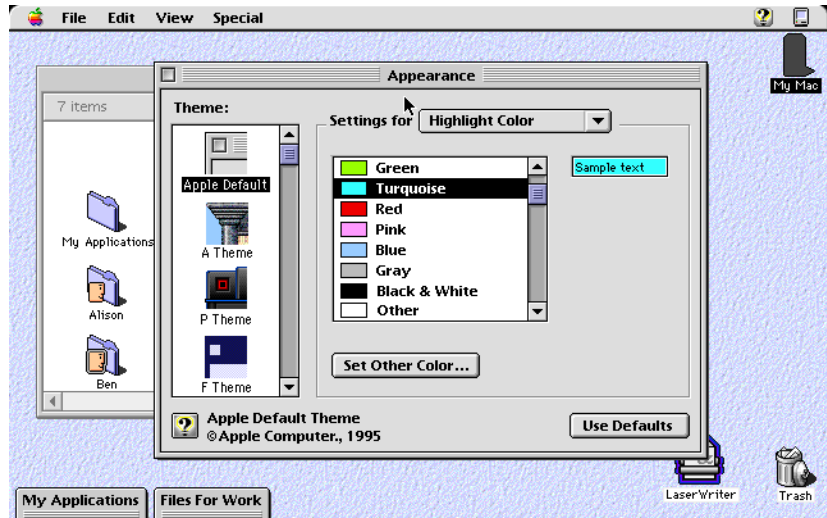 File Edit View Special
My Mac
Appearance
7 items
My Applications
Alison
Ben
Theme:
Apple Default
A Theme
P Theme
F Theme
Settings for Highlight Color
Green
Turquoise
Red
Pink
Blue
Gray
Black & White
Other
Sample text
Set Other Color...
? Apple Default Theme
©Apple Computer., 1995
Use Defaults
LaserWriter
Trash
My Applications Files For Work